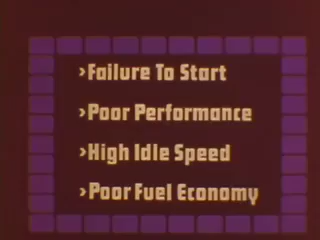 >Failure To Start
>Poor Performance
>High Idle Speed
>Poor Fuel Economy